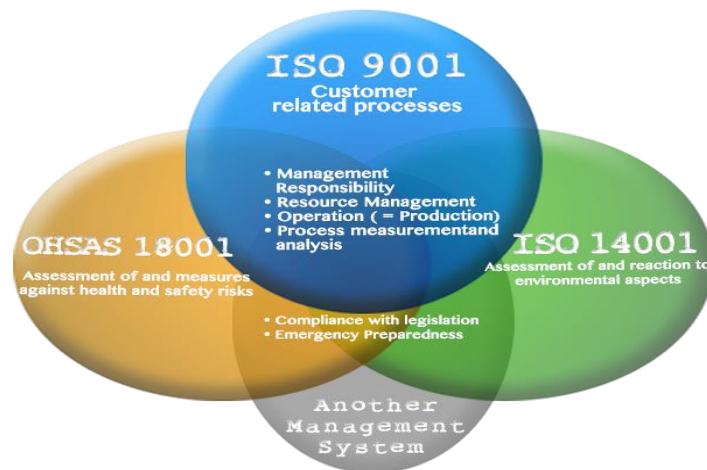 ISO 9001
Customer
related processes
• Management
Responsibility
• Resource Management
• Operation ( = Production)
• Process measurementand
analysis
OHSAS 18001
Assessment of and measures
against health and safety risks
ISO 14001
Assessment of and reaction to
environmental aspects
• Compliance with legislation
• Emergency Preparedness
Another
Management
System